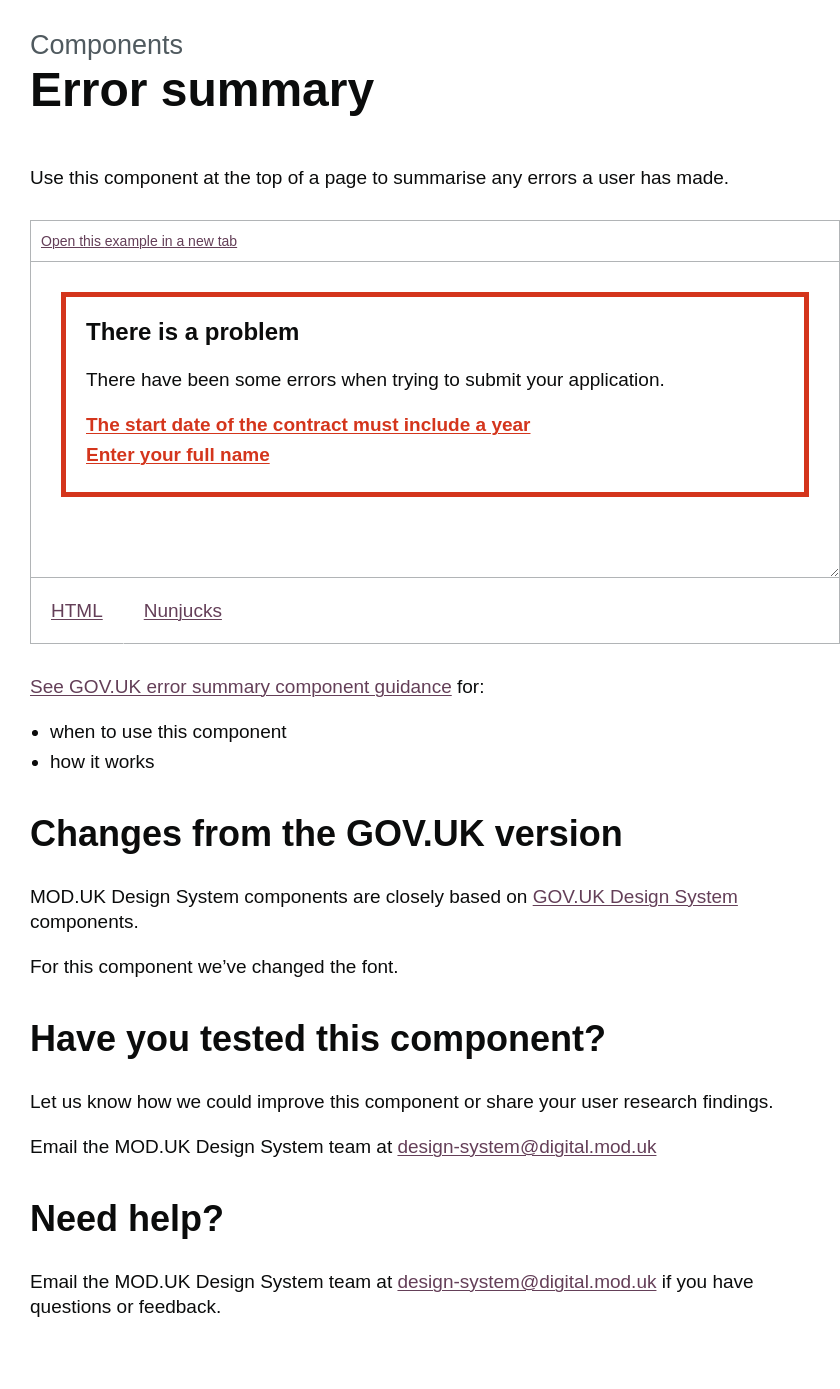 Components
Error summary
Use this component at the top of a page to summarise any errors a user has made.
Open this example in a new tab
There is a problem
There have been some errors when trying to submit your application.
The start date of the contract must include a year
Enter your full name
HTML Nunjucks
See GOV.UK error summary component guidance for:
• when to use this component
• how it works
Changes from the GOV.UK version
MOD.UK Design System components are closely based on GOV.UK Design System
components.
For this component we’ve changed the font.
Have you tested this component?
Let us know how we could improve this component or share your user research findings.
Email the MOD.UK Design System team at design-system@digital.mod.uk
Need help?
Email the MOD.UK Design System team at design-system@digital.mod.uk if you have
questions or feedback.